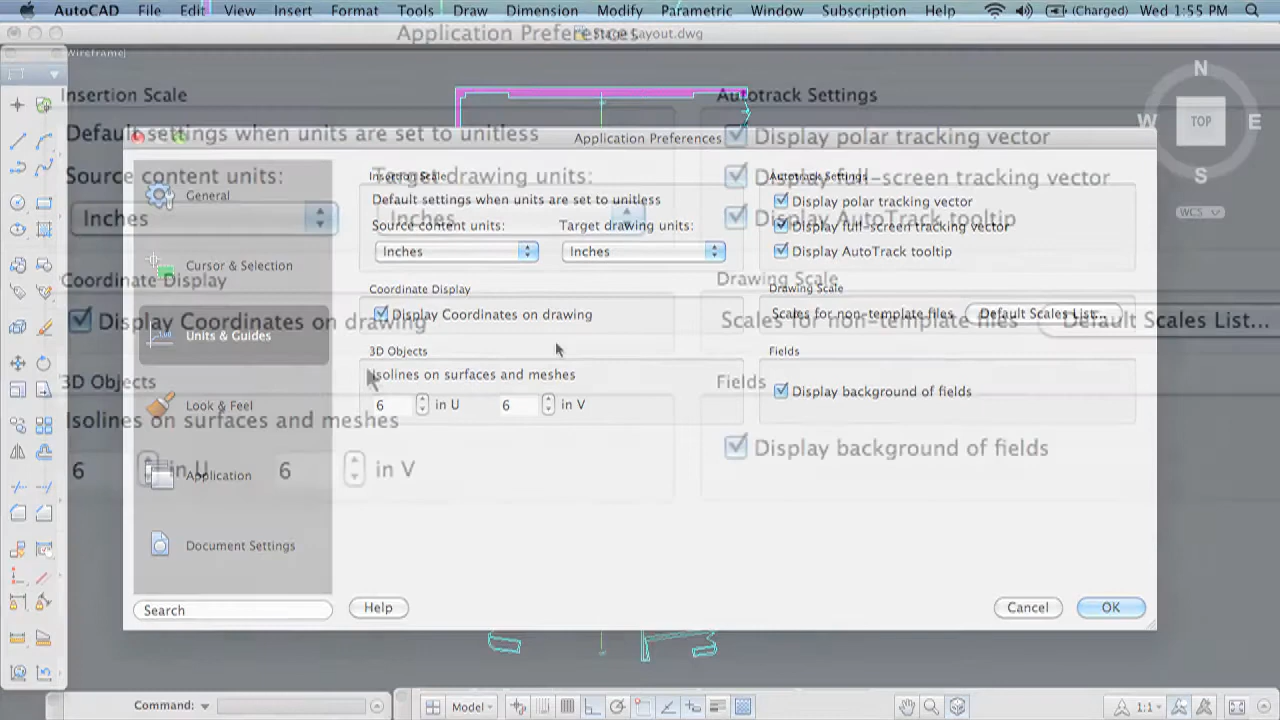 AutoCAD File Edit View Insert Format Tools Draw Dimension Modify Parametric Window Subscription Help (Charged) Wed 1:55 PM
Application Preferences
Stage Layout.dwg
Wireframe
N
W
TOP
E
S
WCS
Insertion Scale
Autotrack Settings
Default settings when units are set to unitless
Display polar tracking vector
Source content units:
Target drawing units:
Display full-screen tracking vector
Inches
Inches
Display AutoTrack tooltip
Coordinate Display
Drawing Scale
Display Coordinates on drawing
Scales for non-template files
Default Scales List...
3D Objects
Fields
Isolines on surfaces and meshes
6 in U 6 in V
Display background of fields
Application Preferences
General
Cursor & Selection
Units & Guides
Look & Feel
Application
Document Settings
Search
Insertion Scale
Default settings when units are set to unitless
Source content units:
Target drawing units:
Inches
Inches
Coordinate Display
Display Coordinates on drawing
3D Objects
Isolines on surfaces and meshes
6 in U 6 in V
Autotrack Settings
Display polar tracking vector
Display full-screen tracking vector
Display AutoTrack tooltip
Drawing Scale
Scales for non-template files
Default Scales List...
Fields
Display background of fields
Help
Cancel
OK
Command:
Model
1:1